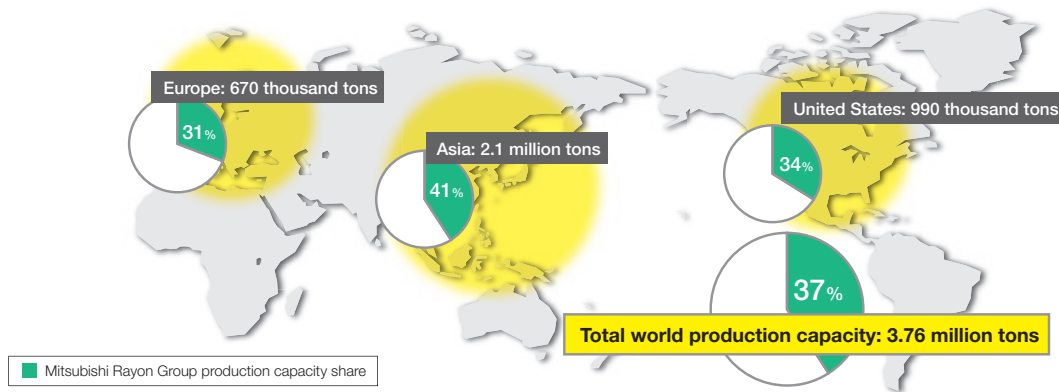 Europe: 670 thousand tons
31%
Asia: 2.1 million tons
41%
United States: 990 thousand tons
34%
37%
Total world production capacity: 3.76 million tons
Mitsubishi Rayon Group production capacity share